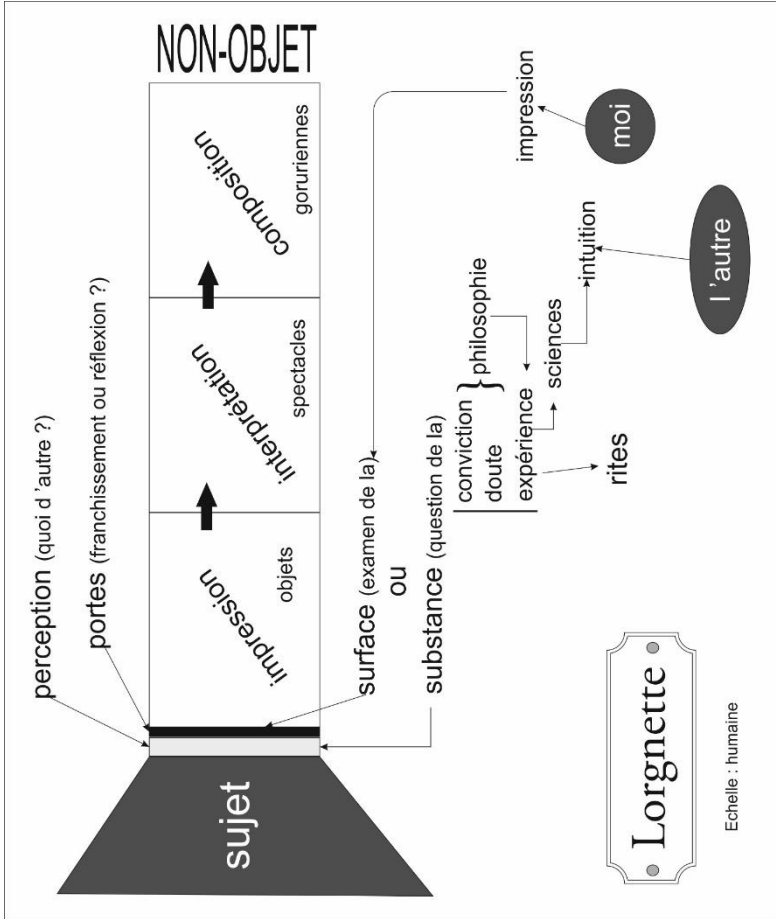 perception (quoi d 'autre ?)
portes (franchissement ou réflexion ?)
sujet
impression
objets
interprétation
spectacles
composition
goruriennes
NON-OBJET
surface (examen de la)
ou
substance (question de la)
conviction
doute
expérience
} philosophie
sciences
rites
intuition
impression
moi
l 'autre
Lorgnette
Echelle : humaine